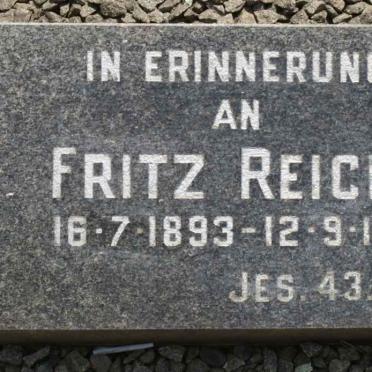 IN ERINNERUN
AN
FRITZ REIC
16·7·1893-12·9·1
JES. 43.